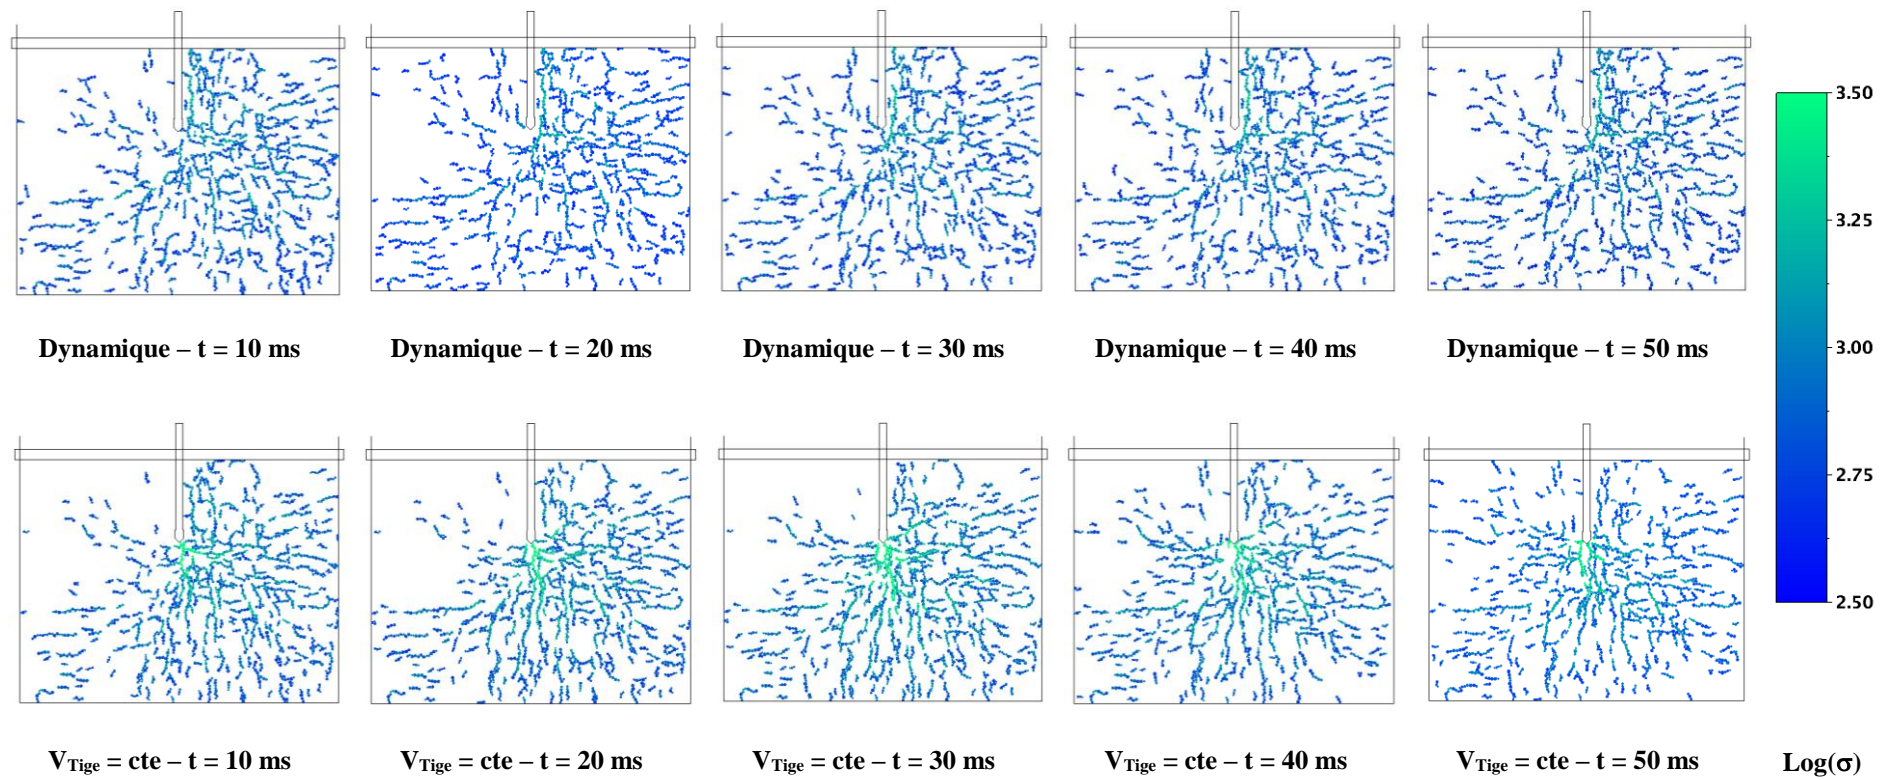 3.50
3.25
3.00
2.75
2.50
Dynamique – t = 10 ms
Dynamique – t = 20 ms
Dynamique – t = 30 ms
Dynamique – t = 40 ms
Dynamique – t = 50 ms
VTige = cte – t = 10 ms
VTige = cte – t = 20 ms
VTige = cte – t = 30 ms
VTige = cte – t = 40 ms
VTige = cte – t = 50 ms
Log(σ)